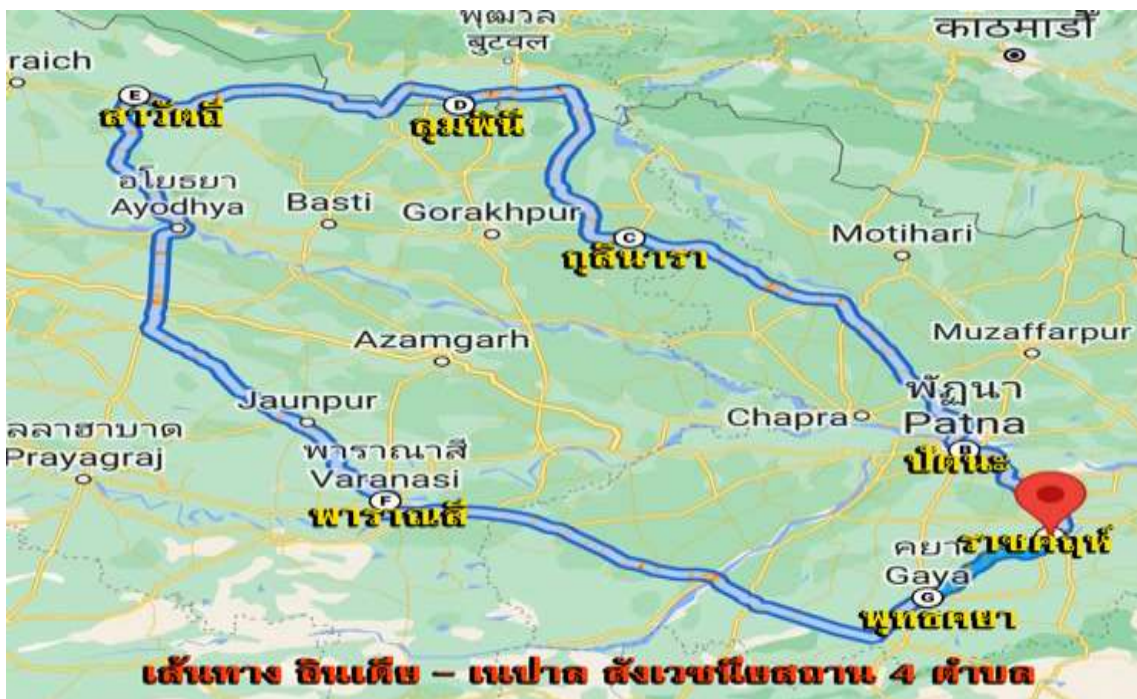 พุฒวัล
बुटवल
काठमाडौं
raich
E
สาวัตถี
D
ลุมพินี
อโยธยา
Ayodhya
Basti
Gorakhpur
C
กุสินารา
Motihari
Azamgarh
Muzaffarpur
พัฏนา
Patna
Jaunpur
Chapra
B
ปัตนะ
ลลาฮาบาด
Prayagraj
พาราณาสี
Varanasi
F
พาราณสี
ราชคฤห์
คยา
Gaya
G
พุทธคยา
เส้นทาง อินเดีย – เนปาล สังเวชนียสถาน 4 ตำบล